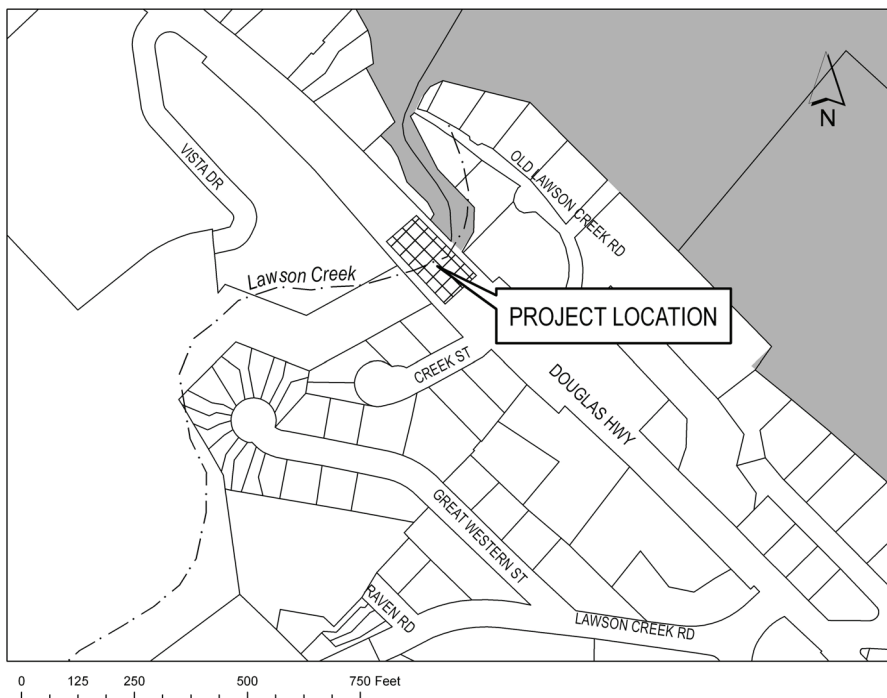 N
VISTA DR
OLD LAWSON CREEK RD
Lawson Creek
PROJECT LOCATION
CREEK ST
DOUGLAS HWY
GREAT WESTERN ST
RAVEN RD
LAWSON CREEK RD
0 125 250 500 750 Feet